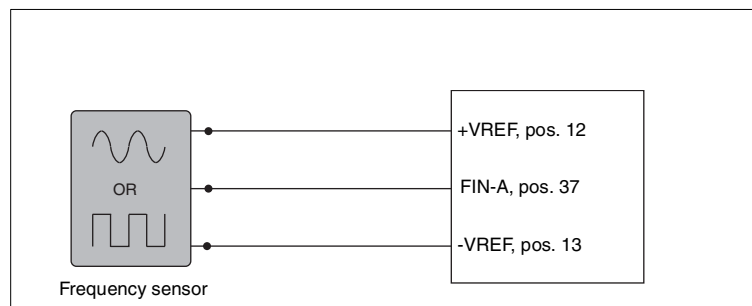 +VREF, pos. 12
OR
FIN-A, pos. 37
-VREF, pos. 13
Frequency sensor